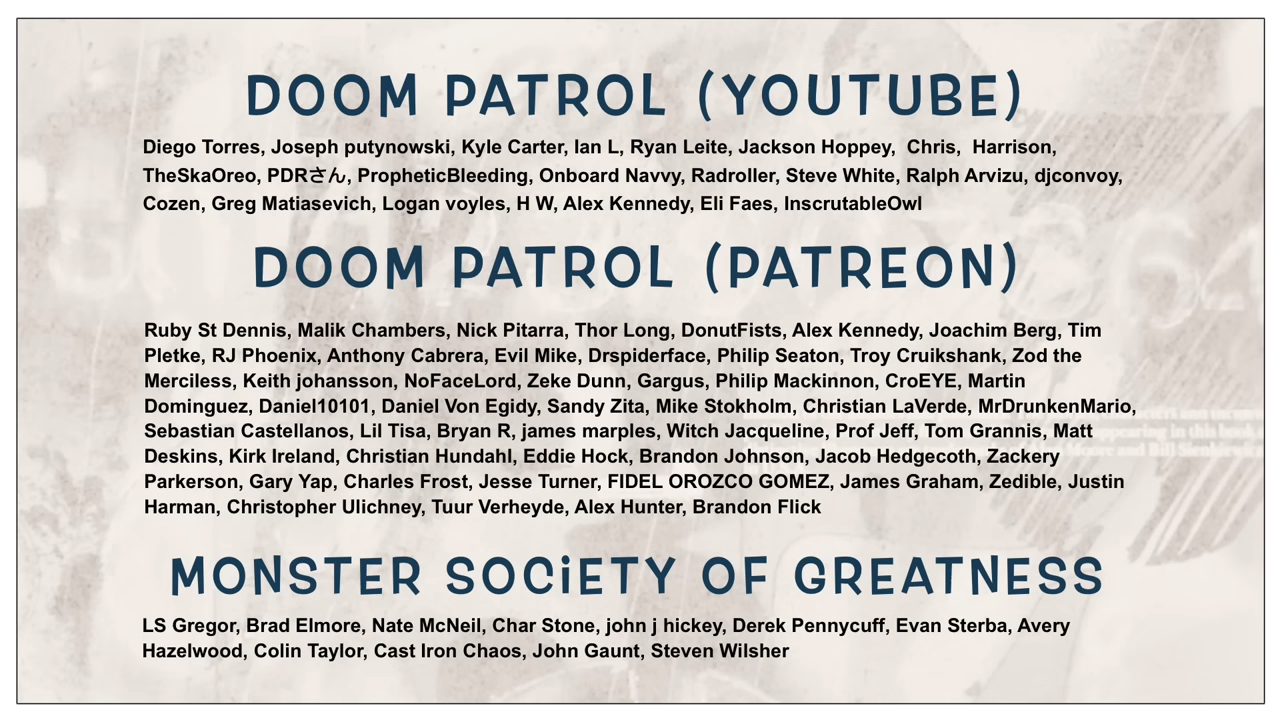 DOOM PATROL (YOUTUBE)
Diego Torres, Joseph putynowski, Kyle Carter, Ian L, Ryan Leite, Jackson Hoppey,  Chris,  Harrison,
TheSkaOreo, PDRさん, PropheticBleeding, Onboard Navvy, Radroller, Steve White, Ralph Arvizu, djconvoy,
Cozen, Greg Matiasevich, Logan voyles, H W, Alex Kennedy, Eli Faes, InscrutableOwl
DOOM PATROL (PATREON)
Ruby St Dennis, Malik Chambers, Nick Pitarra, Thor Long, DonutFists, Alex Kennedy, Joachim Berg, Tim
Pletke, RJ Phoenix, Anthony Cabrera, Evil Mike, Drspiderface, Philip Seaton, Troy Cruikshank, Zod the
Merciless, Keith johansson, NoFaceLord, Zeke Dunn, Gargus, Philip Mackinnon, CroEYE, Martin
Dominguez, Daniel10101, Daniel Von Egidy, Sandy Zita, Mike Stokholm, Christian LaVerde, MrDrunkenMario,
Sebastian Castellanos, Lil Tisa, Bryan R, james marples, Witch Jacqueline, Prof Jeff, Tom Grannis, Matt
Deskins, Kirk Ireland, Christian Hundahl, Eddie Hock, Brandon Johnson, Jacob Hedgecoth, Zackery
Parkerson, Gary Yap, Charles Frost, Jesse Turner, FIDEL OROZCO GOMEZ, James Graham, Zedible, Justin
Harman, Christopher Ulichney, Tuur Verheyde, Alex Hunter, Brandon Flick
MONSTER SOCiETY OF GREATNESS
LS Gregor, Brad Elmore, Nate McNeil, Char Stone, john j hickey, Derek Pennycuff, Evan Sterba, Avery
Hazelwood, Colin Taylor, Cast Iron Chaos, John Gaunt, Steven Wilsher
appearing in this book
Moore and Bill Sienkiewicz